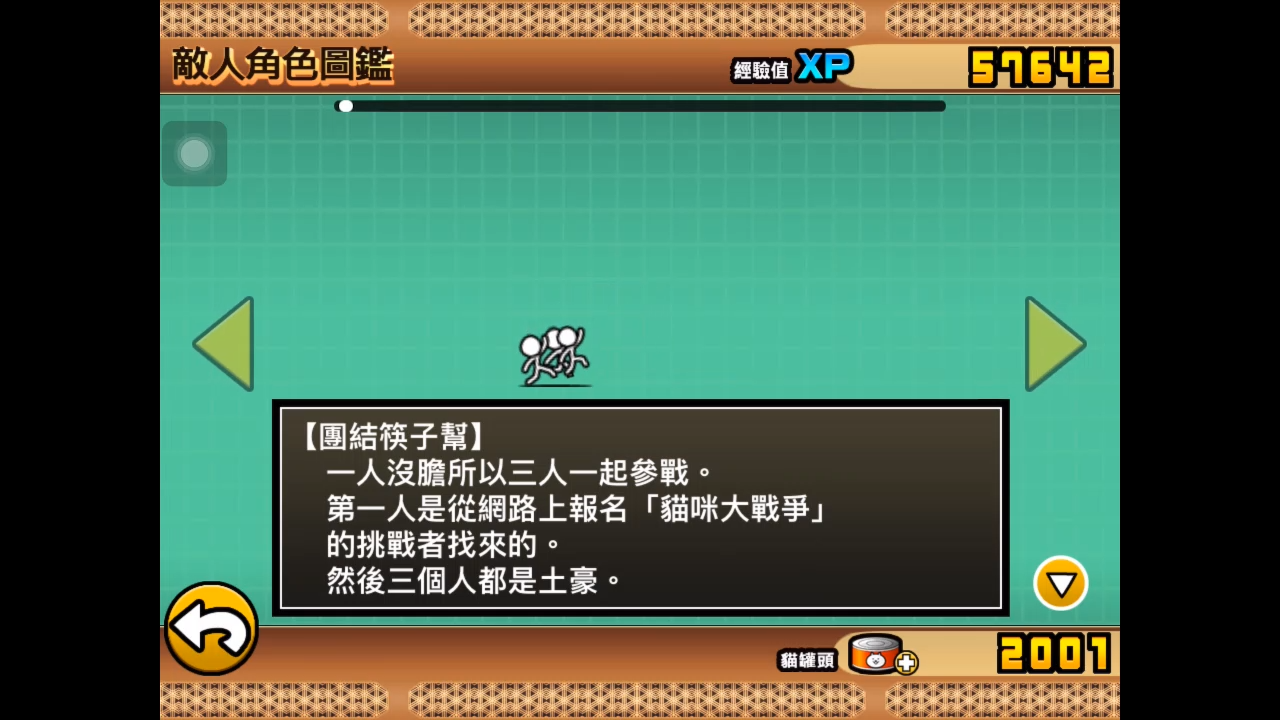 敵人角色圖鑑
經驗值 XP 57642
【團結筷子幫】
一人沒膽所以三人一起參戰。
第一人是從網路上報名「貓咪大戰爭」
的挑戰者找來的。
然後三個人都是土豪。
貓罐頭 2001